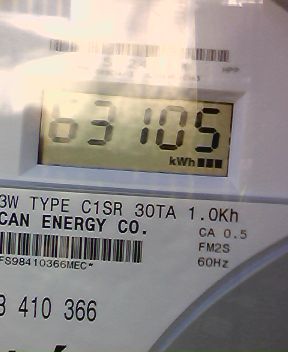 63105
kWh
3W TYPE C1SR 30TA 1.0Kh
CAN ENERGY CO.
CA 0.5
FM2S
FS98410366MEC*
60Hz
8 410 366